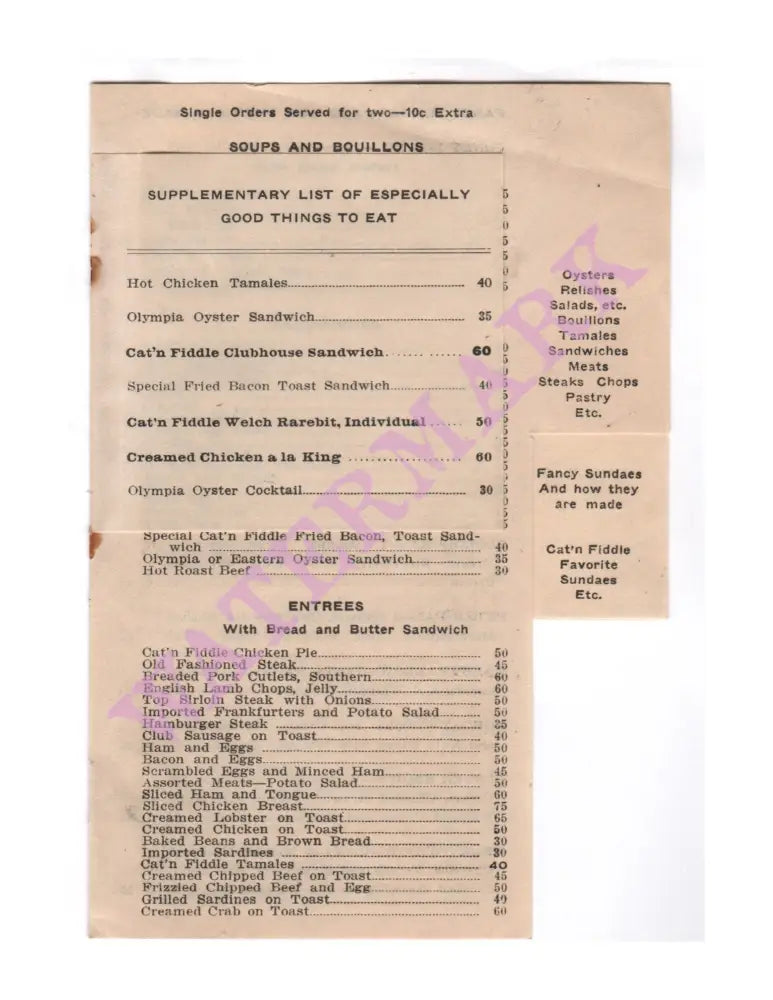 Single Orders Served for two—10c Extra
SOUPS AND BOUILLONS
SUPPLEMENTARY LIST OF ESPECIALLY
GOOD THINGS TO EAT
Hot Chicken Tamales 40
Olympia Oyster Sandwich 35
Cat'n Fiddle Clubhouse Sandwich 60
Special Fried Bacon Toast Sandwich 40
Cat'n Fiddle Welch Rarebit, Individual 50
Creamed Chicken a la King 60
Olympia Oyster Cocktail 30
Special Cat'n Fiddle Fried Bacon, Toast Sand-
wich 40
Olympia or Eastern Oyster Sandwich 35
Hot Roast Beef 30
ENTREES
With Bread and Butter Sandwich
Cat'n Fiddle Chicken Pie 50
Old Fashioned Steak 45
Breaded Pork Cutlets, Southern 60
English Lamb Chops, Jelly 60
Top Sirloin Steak with Onions 50
Imported Frankfurters and Potato Salad 50
Hamburger Steak 35
Club Sausage on Toast 40
Ham and Eggs 50
Bacon and Eggs 50
Scrambled Eggs and Minced Ham 45
Assorted Meats—Potato Salad 50
Sliced Ham and Tongue 60
Sliced Chicken Breast 75
Creamed Lobster on Toast 65
Creamed Chicken on Toast 50
Baked Beans and Brown Bread 30
Imported Sardines 30
Cat'n Fiddle Tamales 40
Creamed Chipped Beef on Toast 45
Frizzled Chipped Beef and Egg 50
Grilled Sardines on Toast 40
Creamed Crab on Toast 60
Oysters
Relishes
Salads, etc.
Bouillons
Tamales
Sandwiches
Meats
Steaks Chops
Pastry
Etc.
Fancy Sundaes
And how they
are made
Cat'n Fiddle
Favorite
Sundaes
Etc.
WATERMARK